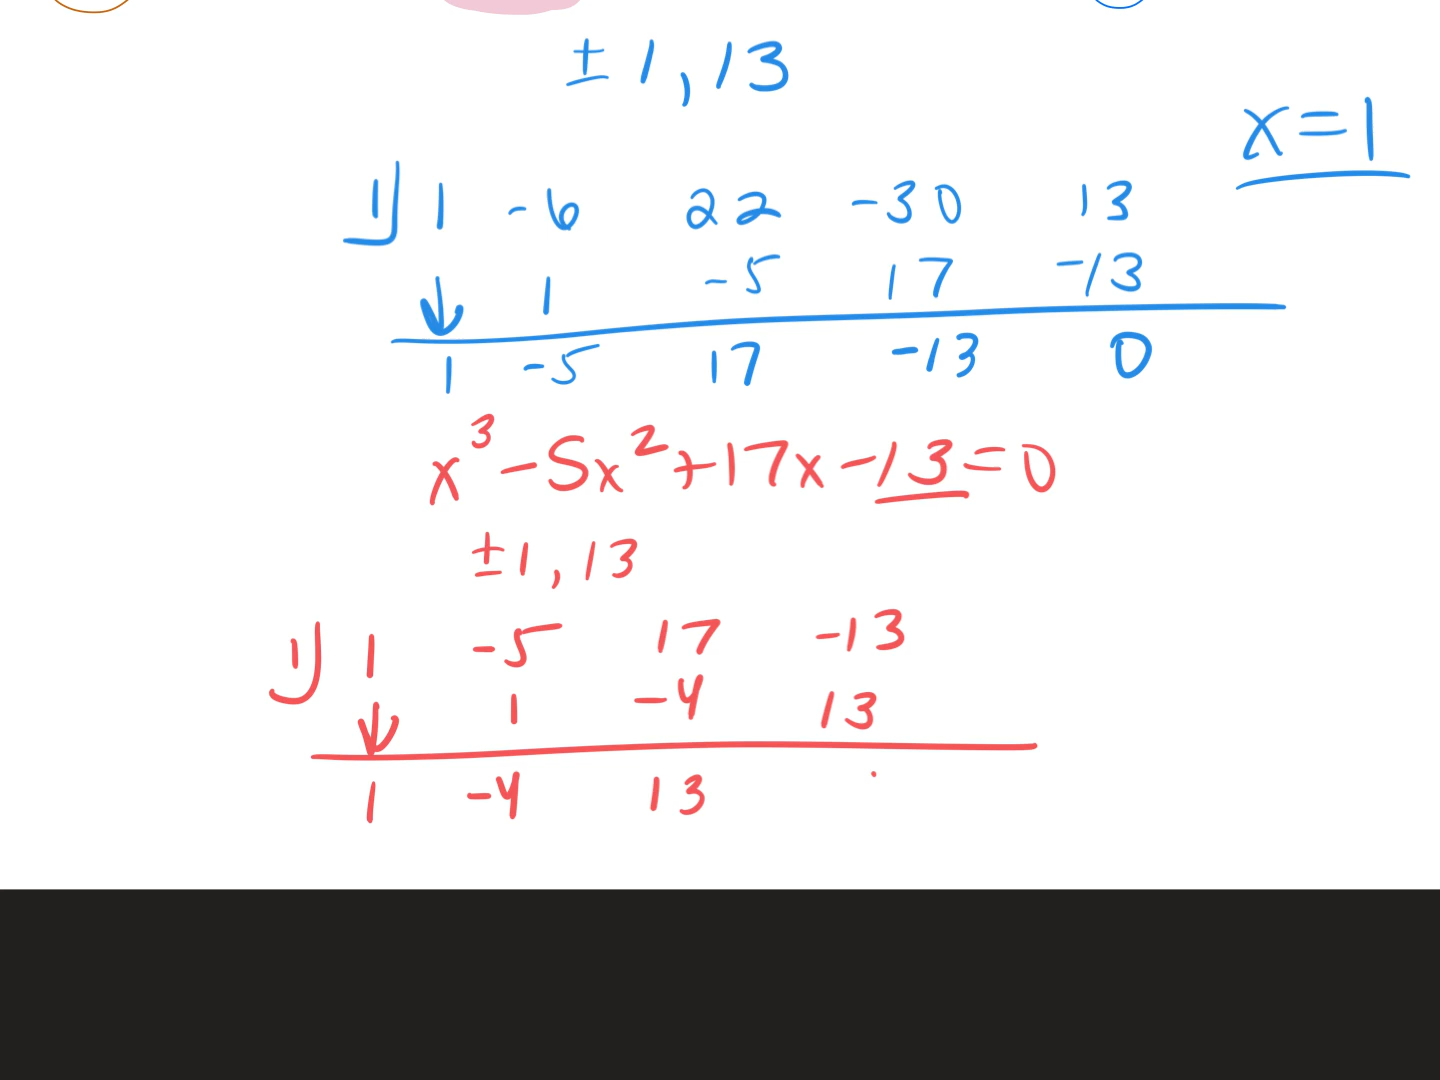 ± 1, 13
x = 1
1 | 1 -6 22 -30 13
↓ 1 -5 17 -13
1 -5 17 -13 0
x³ - 5x² + 17x - 13 = 0
± 1, 13
1 | 1 -5 17 -13
↓ 1 -4 13
1 -4 13